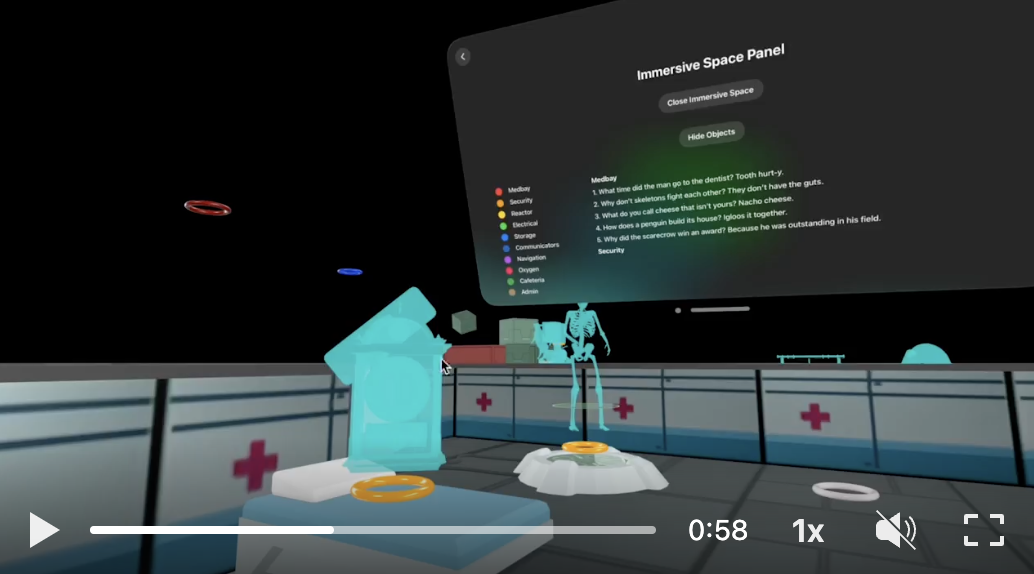 Immersive Space Panel
Close Immersive Space
Hide Objects
Medbay
Security
Reactor
Electrical
Storage
Communicators
Navigation
Oxygen
Cafeteria
Admin
Medbay
1. What time did the man go to the dentist? Tooth hurt-y.
2. Why don't skeletons fight each other? They don't have the guts.
3. What do you call cheese that isn't yours? Nacho cheese.
4. How does a penguin build its house? Igloos it together.
5. Why did the scarecrow win an award? Because he was outstanding in his field.
Security
0:58
1x